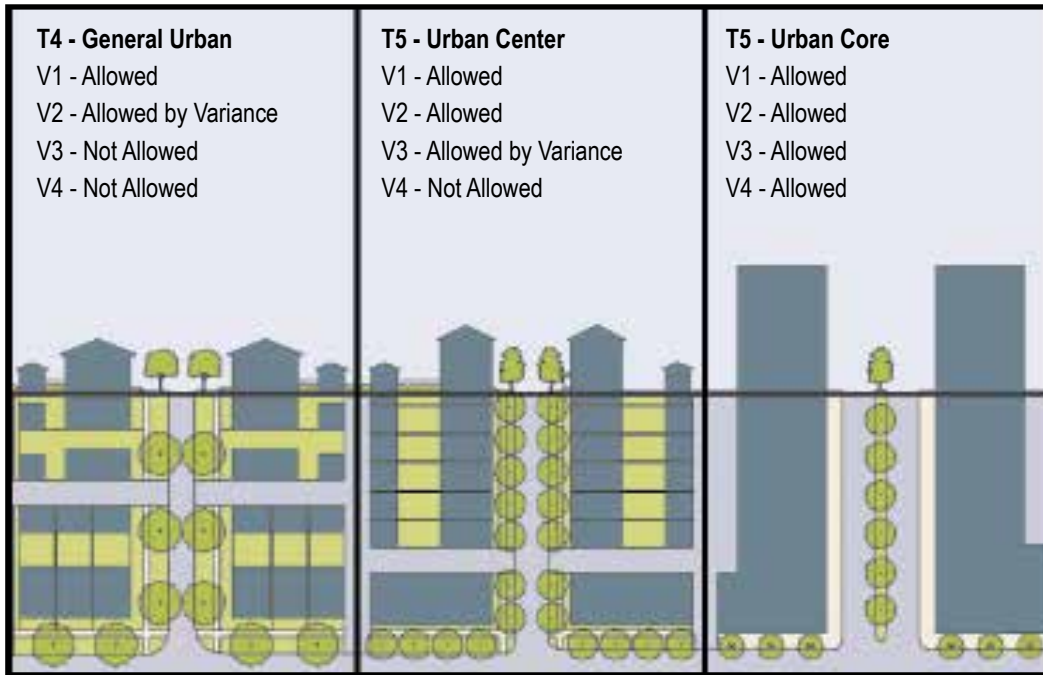 T4 - General Urban
V1 - Allowed
V2 - Allowed by Variance
V3 - Not Allowed
V4 - Not Allowed
T5 - Urban Center
V1 - Allowed
V2 - Allowed
V3 - Allowed by Variance
V4 - Not Allowed
T5 - Urban Core
V1 - Allowed
V2 - Allowed
V3 - Allowed
V4 - Allowed